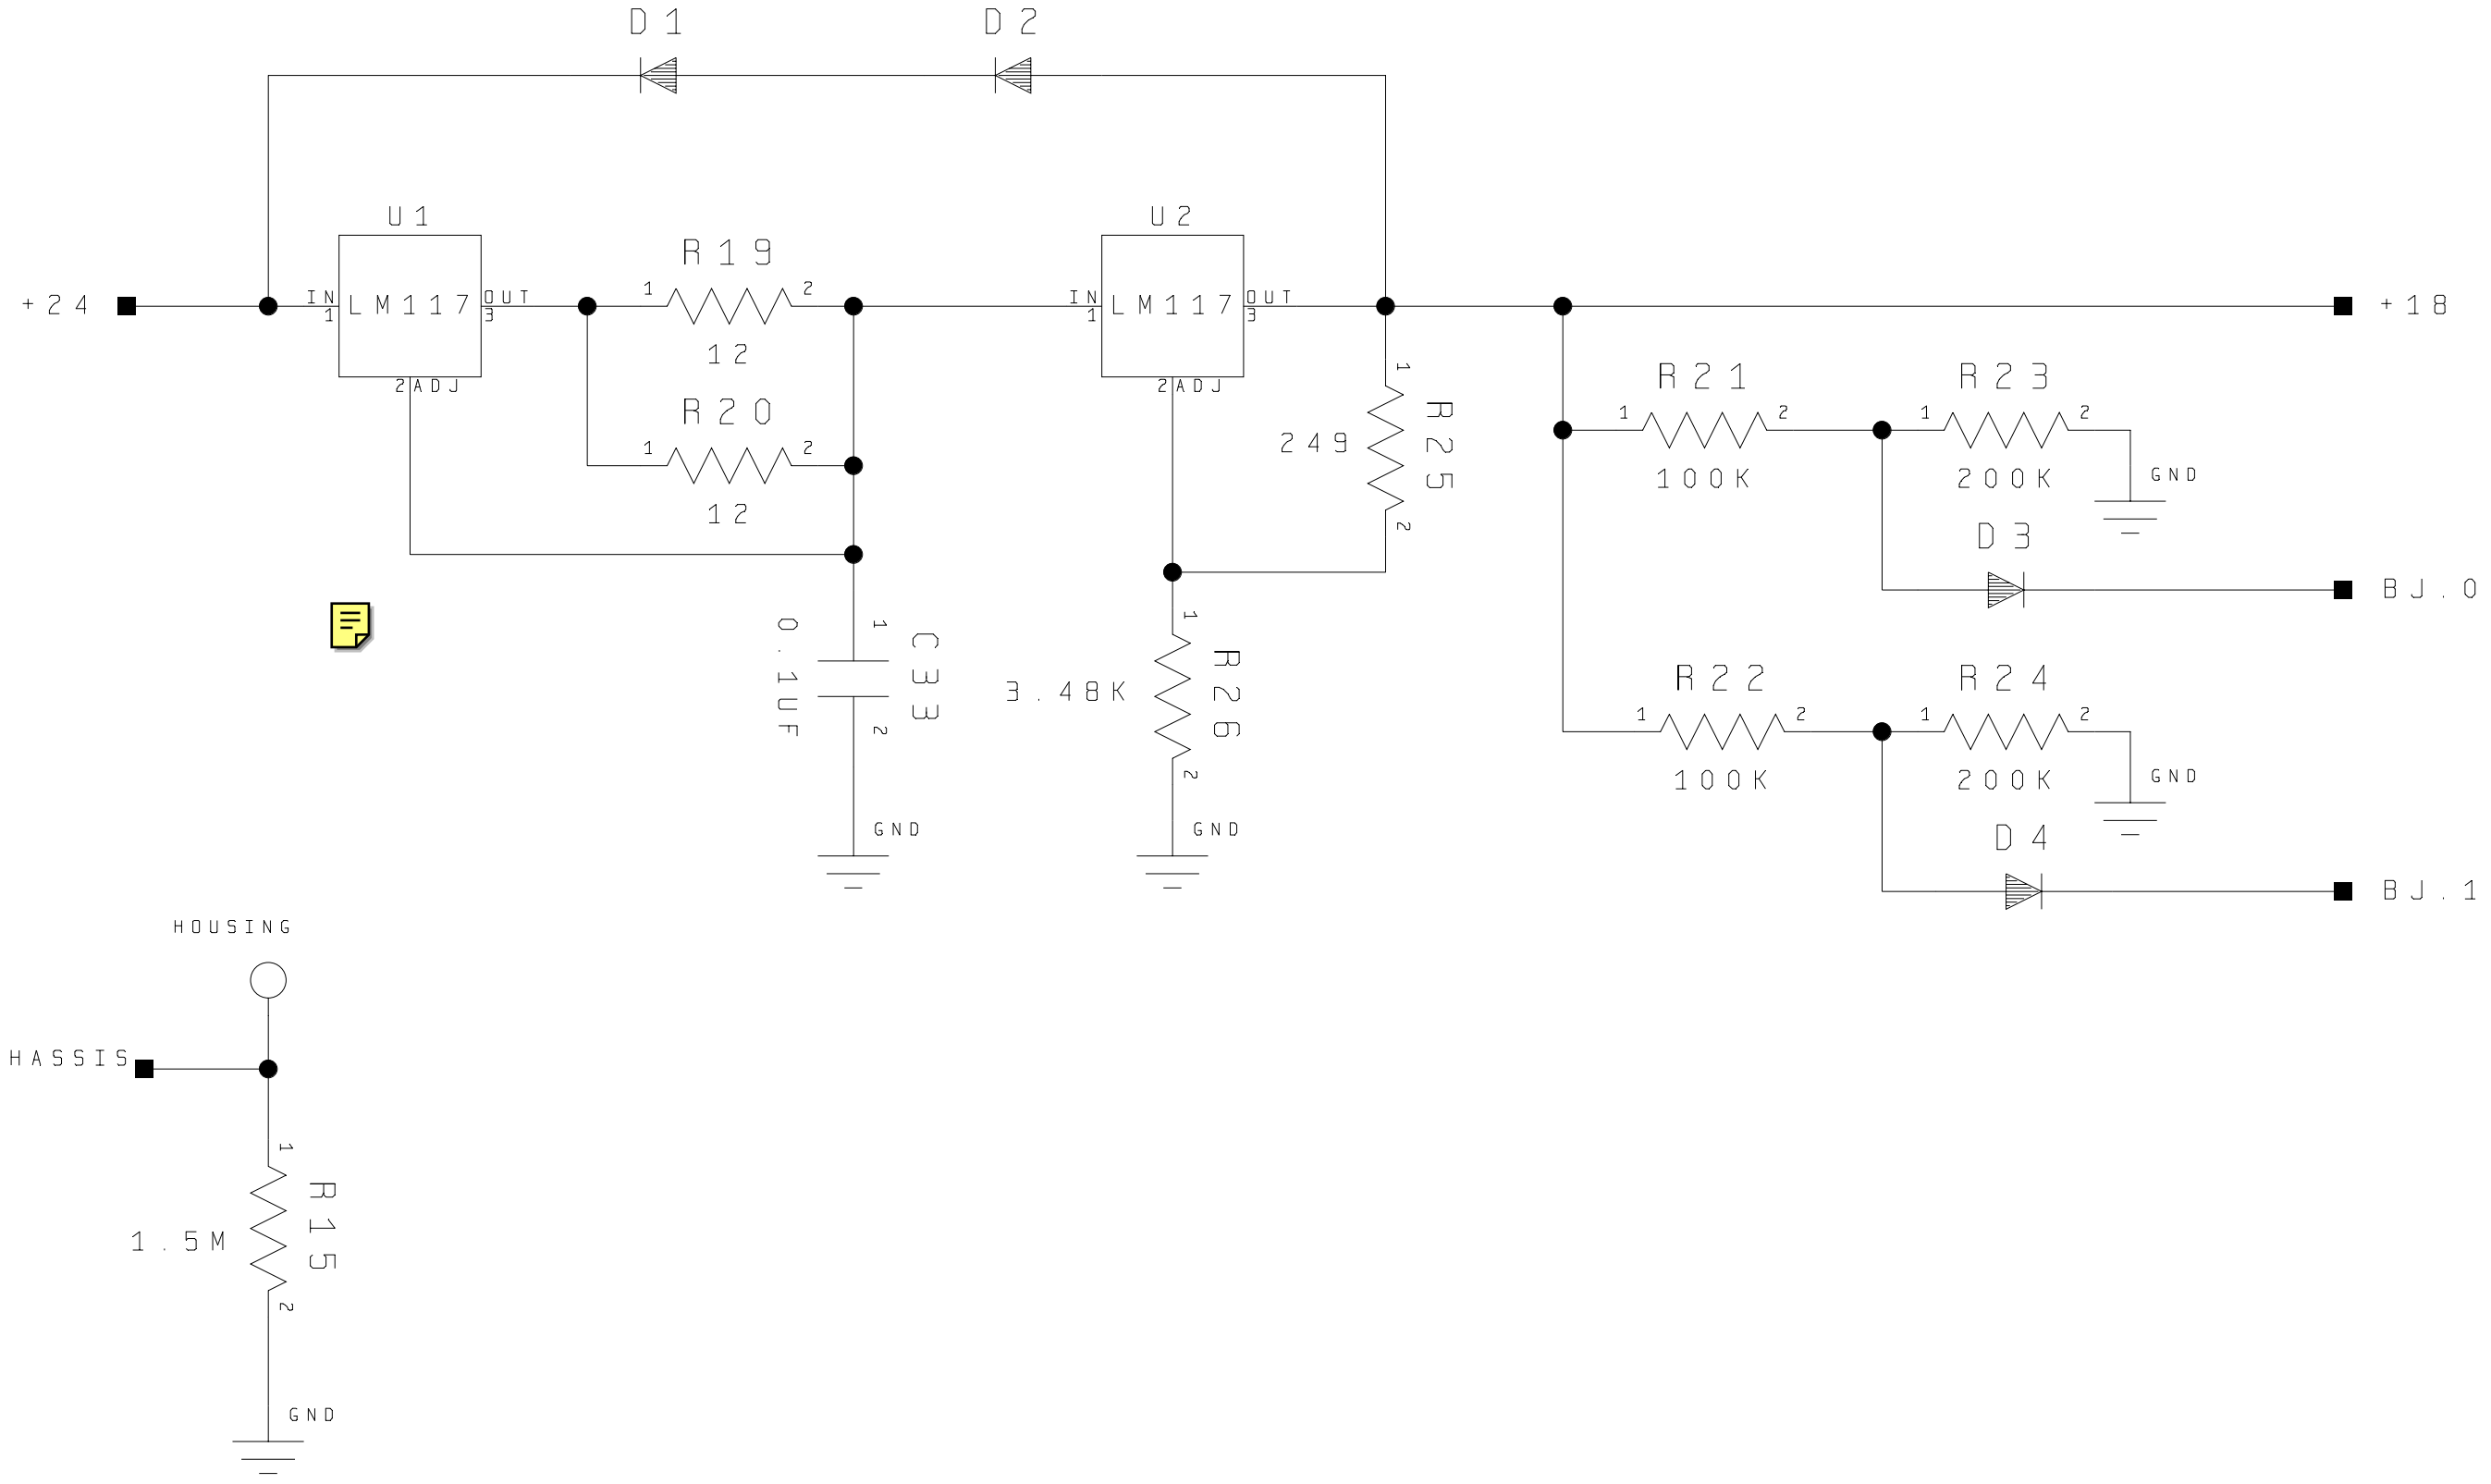 D1
D2
U1
U2
R19
+24
IN
1
LM117
OUT
3
1
2
IN
1
LM117
OUT
3
+18
12
2ADJ
2ADJ
1
R21
R23
R20
249
R25
1
2
1
2
1
2
100K
200K
GND
12
2
D3
BJ.0
0.1UF
1
C33
2
1
3.48K
R26
2
R22
R24
1
2
1
2
100K
200K
GND
GND
GND
D4
BJ.1
HOUSING
HASSIS
1
1.5M
R15
2
GND